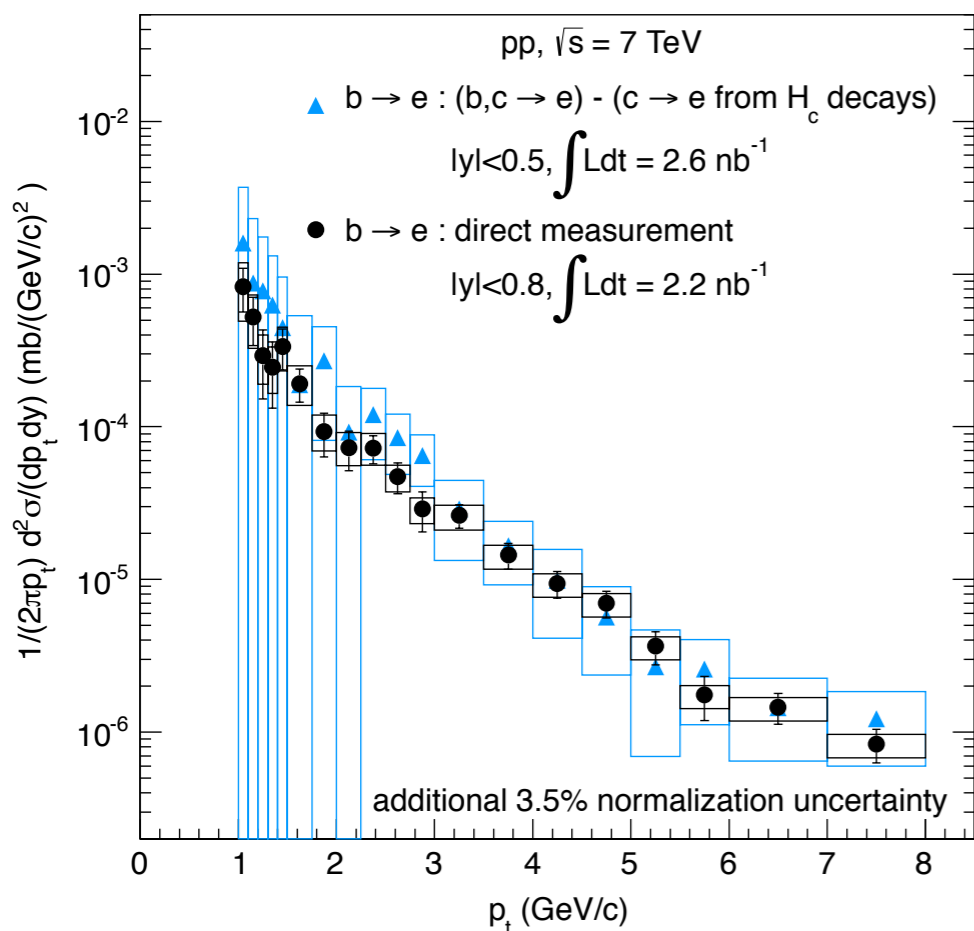 pp, √s = 7 TeV
b → e : (b,c → e) - (c → e from H_c decays)
|y|<0.5, ∫Ldt = 2.6 nb⁻¹
b → e : direct measurement
|y|<0.8, ∫Ldt = 2.2 nb⁻¹
1/(2πp_t) d²σ/(dp_t dy) (mb/(GeV/c)²)
10⁻²
10⁻³
10⁻⁴
10⁻⁵
10⁻⁶
additional 3.5% normalization uncertainty
0 1 2 3 4 5 6 7 8
p_t (GeV/c)